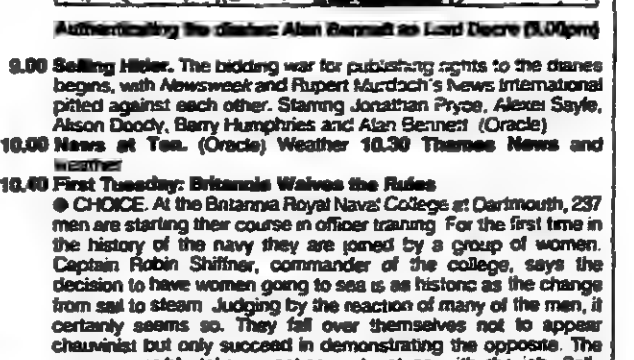 Authenticating the diaries: Alan Bennett as Lord Dacre (9.00pm)
9.00 Selling Hitler. The bidding war for publishing rights to the diaries
begins, with Newsweek and Rupert Murdoch's News International
pitted against each other. Starring Jonathan Pryce, Alexei Sayle,
Alison Doody, Barry Humphries and Alan Bennett (Oracle)
10.00 News at Ten. (Oracle) Weather 10.30 Thames News and
weather
10.40 First Tuesday: Britannia Waives the Rules
● CHOICE. At the Britannia Royal Naval College at Dartmouth, 237
men are starting their course in officer training For the first time in
the history of the navy they are joined by a group of women.
Captain Robin Shiffner, commander of the college, says the
decision to have women going to sea is as historic as the change
from sail to steam Judging by the reaction of many of the men, it
certainly seems so. They fall over themselves not to appear
chauvinist but only succeed in demonstrating the opposite. The